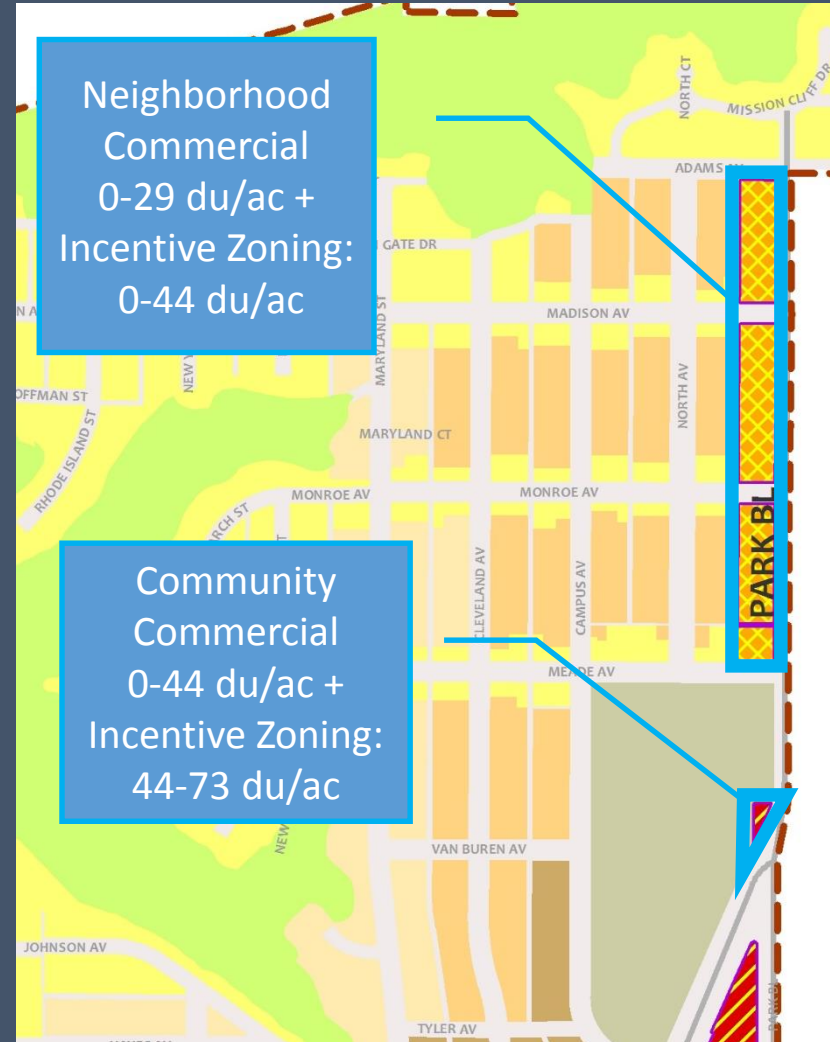 Neighborhood
Commercial
0-29 du/ac +
Incentive Zoning:
0-44 du/ac
NORTH CT
MISSION CLIFF DR
ADAMS AV
GATE DR
MARYLAND ST
MADISON AV
NORTH AV
OFFMAN ST
RHODE ISLAND ST
MARYLAND CT
MONROE AV
MONROE AV
PARK BL
CLEVELAND AV
CAMPUS AV
MEADE AV
Community
Commercial
0-44 du/ac +
Incentive Zoning:
44-73 du/ac
NEW
VAN BUREN AV
JOHNSON AV
TYLER AV
PARK BL